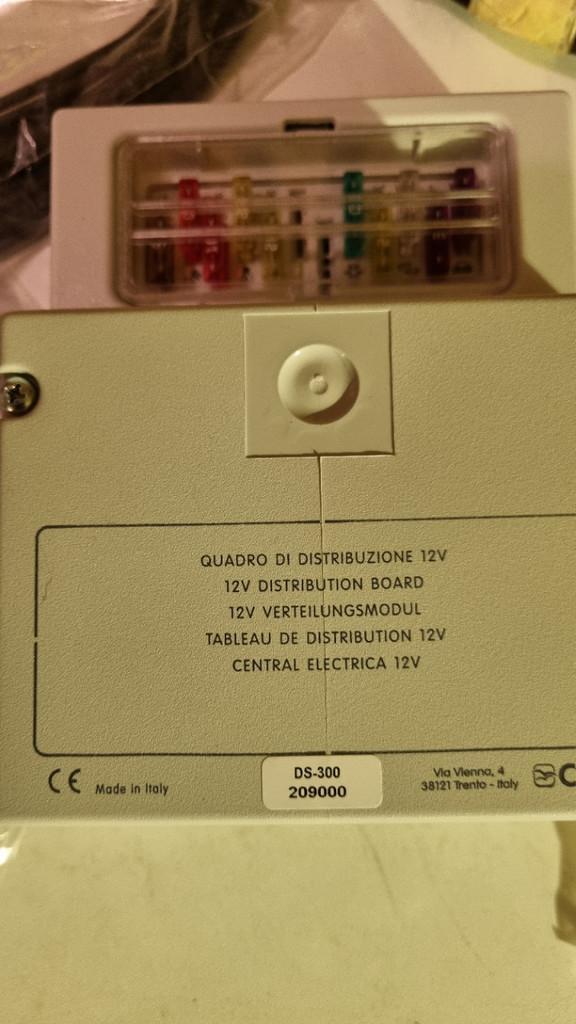 QUADRO DI DISTRIBUZIONE 12V
12V DISTRIBUTION BOARD
12V VERTEILUNGSMODUL
TABLEAU DE DISTRIBUTION 12V
CENTRAL ELECTRICA 12V
CE Made in Italy
DS-300
209000
Via Vienna, 4
38121 Trento - Italy